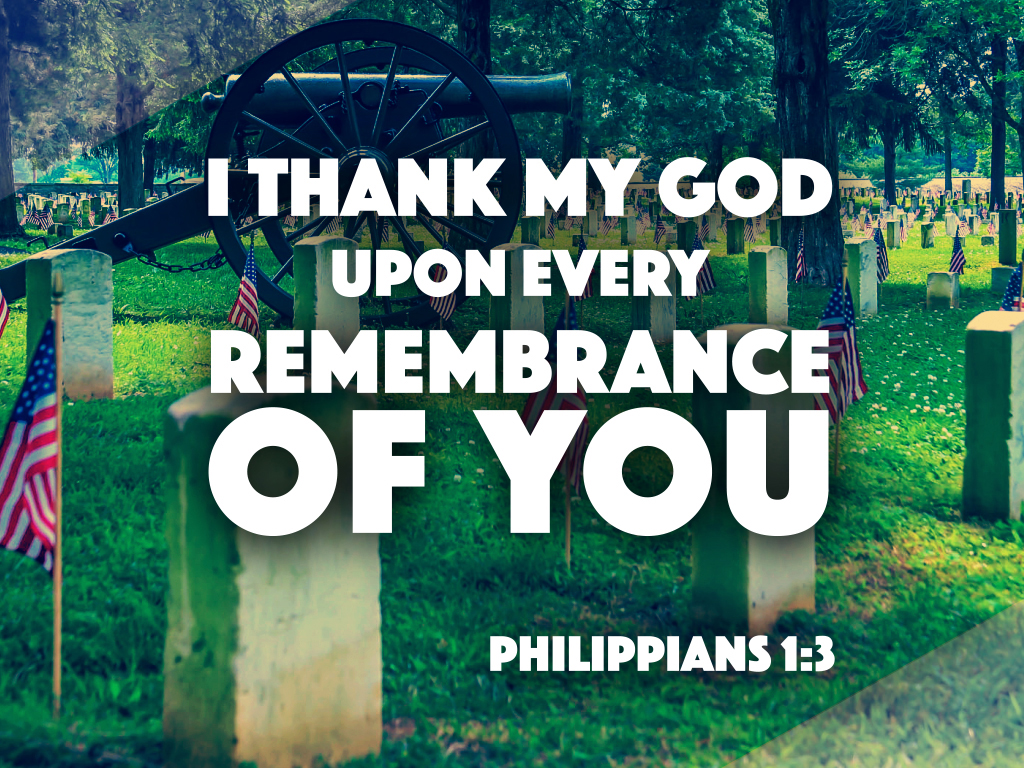 I THANK MY GOD
UPON EVERY
REMEMBRANCE
OF YOU
PHILIPPIANS 1:3